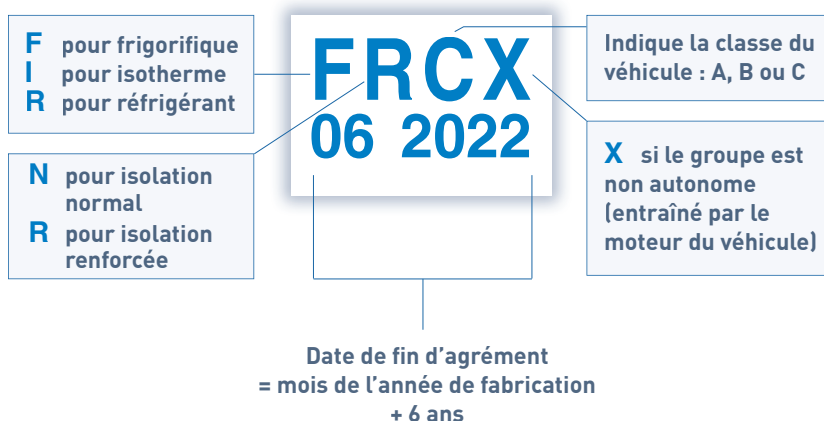 F pour frigorifique
I pour isotherme
R pour réfrigérant
N pour isolation
normal
R pour isolation
renforcée
FRCX
06 2022
Indique la classe du
véhicule : A, B ou C
X si le groupe est
non autonome
(entraîné par le
moteur du véhicule)
Date de fin d'agrément
= mois de l'année de fabrication
+ 6 ans